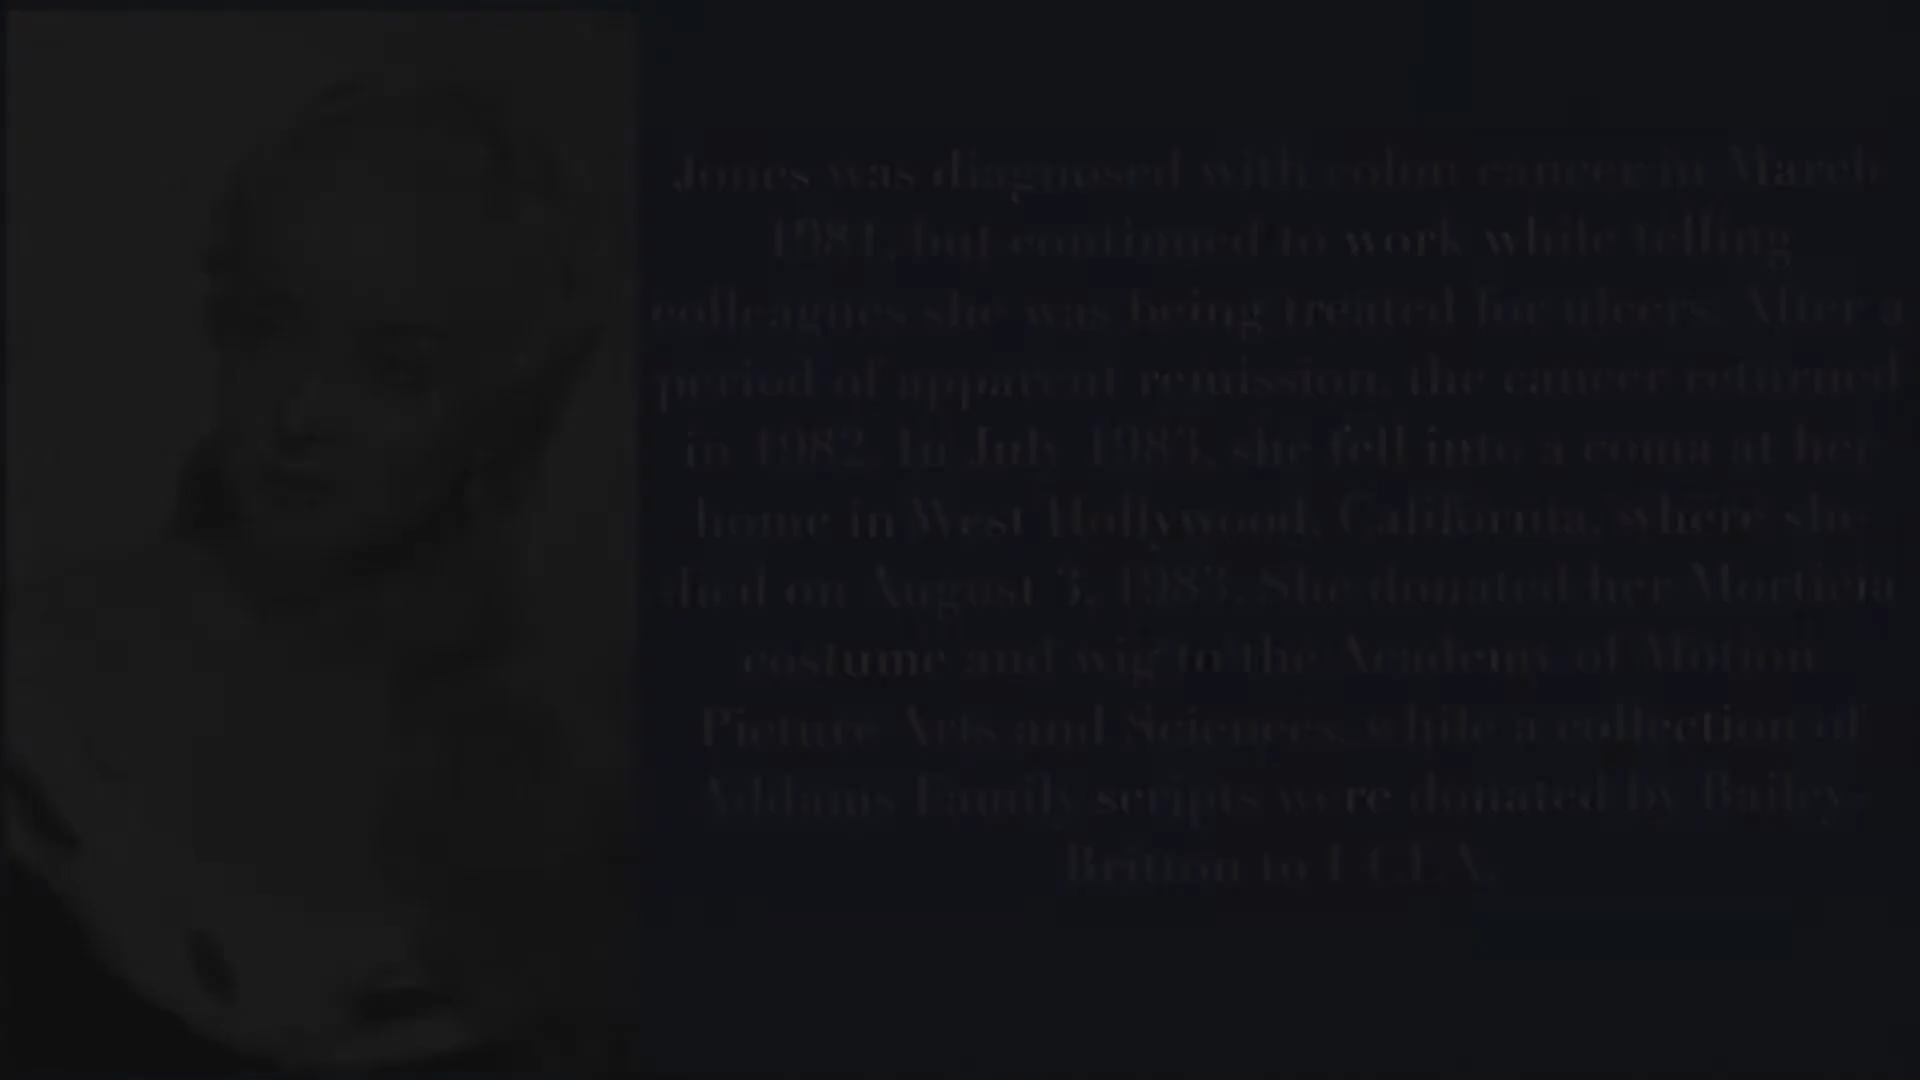 Jones was diagnosed with colon cancer in March
1981, but continued to work while telling
colleagues she was being treated for ulcers. After a
period of apparent remission, the cancer returned
in 1982. In July 1983, she fell into a coma at her
home in West Hollywood, California, where she
died on August 3, 1983. She donated her Morticia
costume and wig to the Academy of Motion
Picture Arts and Sciences, while a collection of
Addams Family scripts were donated by Bailey-
Britton to UCLA.